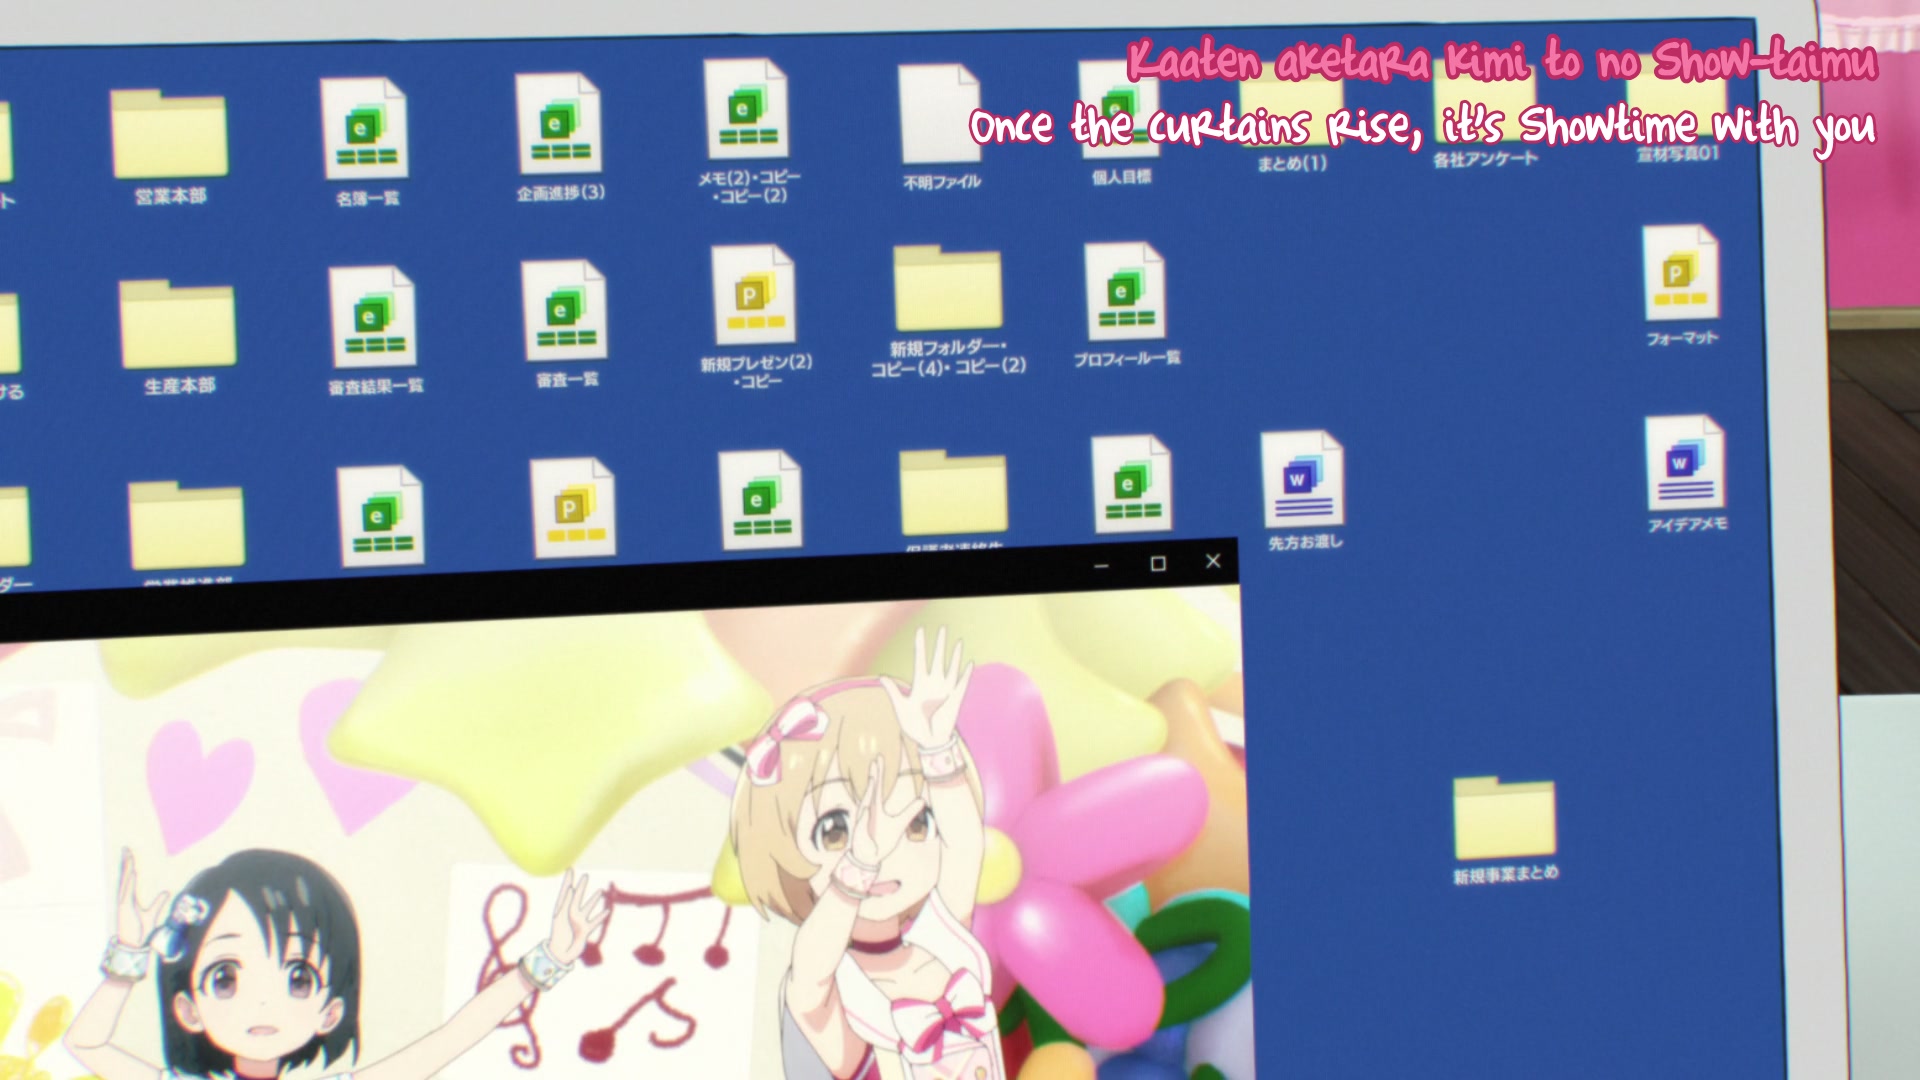 Kaaten aketara kimi to no Show-taimu
Once the curtains rise, it's Showtime with you
ト
営業本部
名簿一覧
企画進捗(3)
メモ(2)・コピー
・コピー(2)
不明ファイル
個人目標
まとめ(1)
各社アンケート
宣材写真01
ける
生産本部
審査結果一覧
審査一覧
新規プレゼン(2)
・コピー
新規フォルダー・
コピー(4)・コピー(2)
プロフィール一覧
フォーマット
ダー
先方お渡し
アイデアメモ
新規事業まとめ